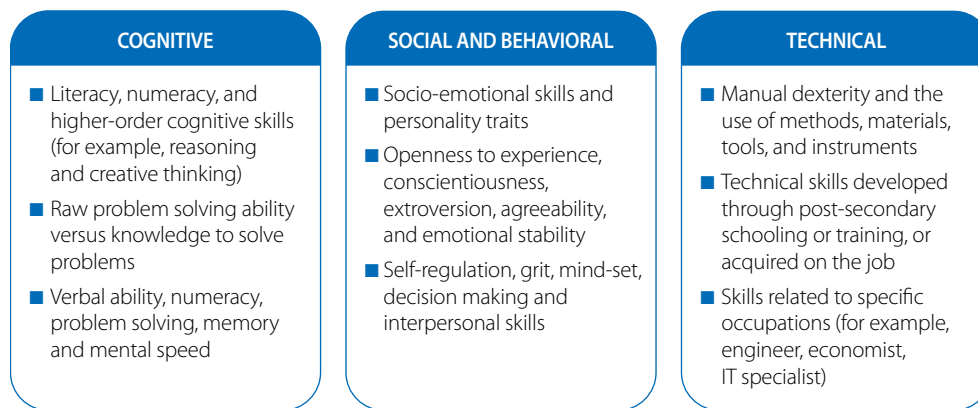 COGNITIVE
■ Literacy, numeracy, and
higher-order cognitive skills
(for example, reasoning
and creative thinking)
■ Raw problem solving ability
versus knowledge to solve
problems
■ Verbal ability, numeracy,
problem solving, memory
and mental speed
SOCIAL AND BEHAVIORAL
■ Socio-emotional skills and
personality traits
■ Openness to experience,
conscientiousness,
extroversion, agreeability,
and emotional stability
■ Self-regulation, grit, mind-set,
decision making and
interpersonal skills
TECHNICAL
■ Manual dexterity and the
use of methods, materials,
tools, and instruments
■ Technical skills developed
through post-secondary
schooling or training, or
acquired on the job
■ Skills related to specific
occupations (for example,
engineer, economist,
IT specialist)